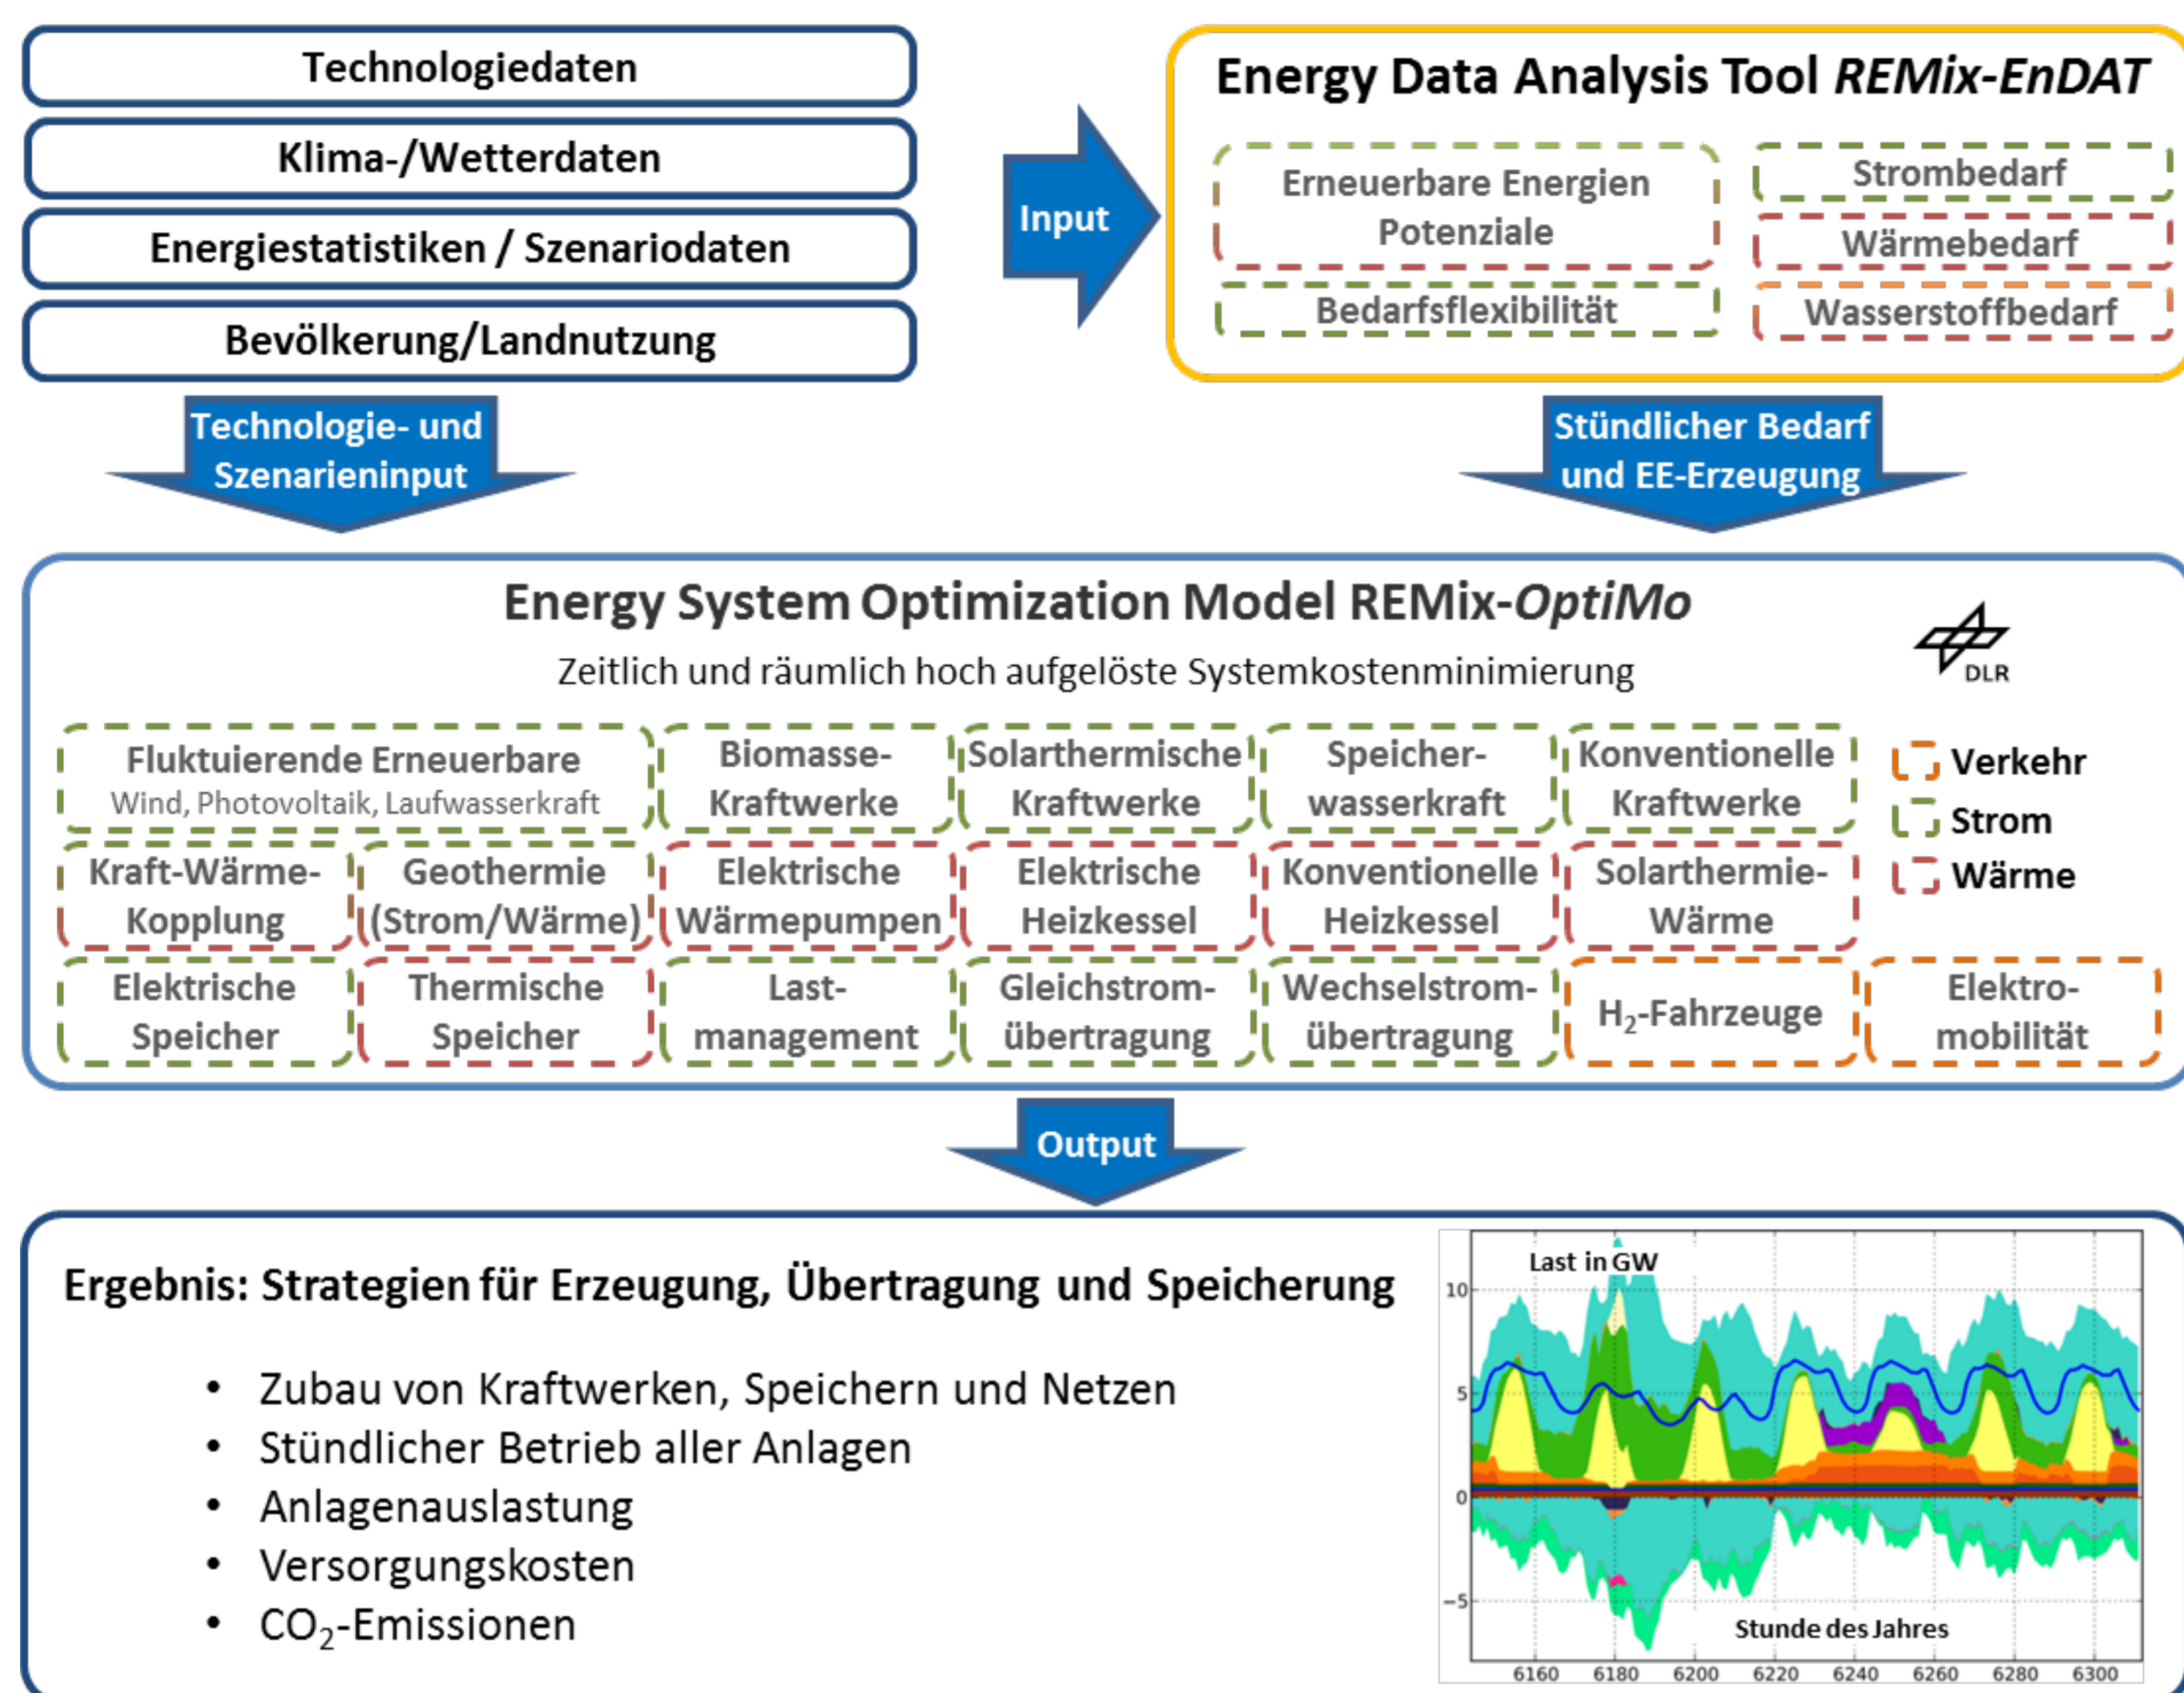 Technologiedaten
Klima-/Wetterdaten
Energiestatistiken / Szenariodaten
Bevölkerung/Landnutzung
Input
Energy Data Analysis Tool REMix-EnDAT
Erneuerbare Energien
Potenziale
Bedarfsflexibilität
Strombedarf
Wärmebedarf
Wasserstoffbedarf
Technologie- und
Szenarieninput
Stündlicher Bedarf
und EE-Erzeugung
Energy System Optimization Model REMix-OptiMo
Zeitlich und räumlich hoch aufgelöste Systemkostenminimierung
DLR
Fluktuierende Erneuerbare
Wind, Photovoltaik, Laufwasserkraft
Biomasse-
Kraftwerke
Solarthermische
Kraftwerke
Speicher-
wasserkraft
Konventionelle
Kraftwerke
Verkehr
Strom
Wärme
Kraft-Wärme-
Kopplung
Geothermie
(Strom/Wärme)
Elektrische
Wärmepumpen
Elektrische
Heizkessel
Konventionelle
Heizkessel
Solarthermie-
Wärme
Elektrische
Speicher
Thermische
Speicher
Last-
management
Gleichstrom-
übertragung
Wechselstrom-
übertragung
H₂-Fahrzeuge
Elektro-
mobilität
Output
Ergebnis: Strategien für Erzeugung, Übertragung und Speicherung
• Zubau von Kraftwerken, Speichern und Netzen
• Stündlicher Betrieb aller Anlagen
• Anlagenauslastung
• Versorgungskosten
• CO₂-Emissionen
Last in GW
10
5
0
−5
Stunde des Jahres
6160 6180 6200 6220 6240 6260 6280 6300